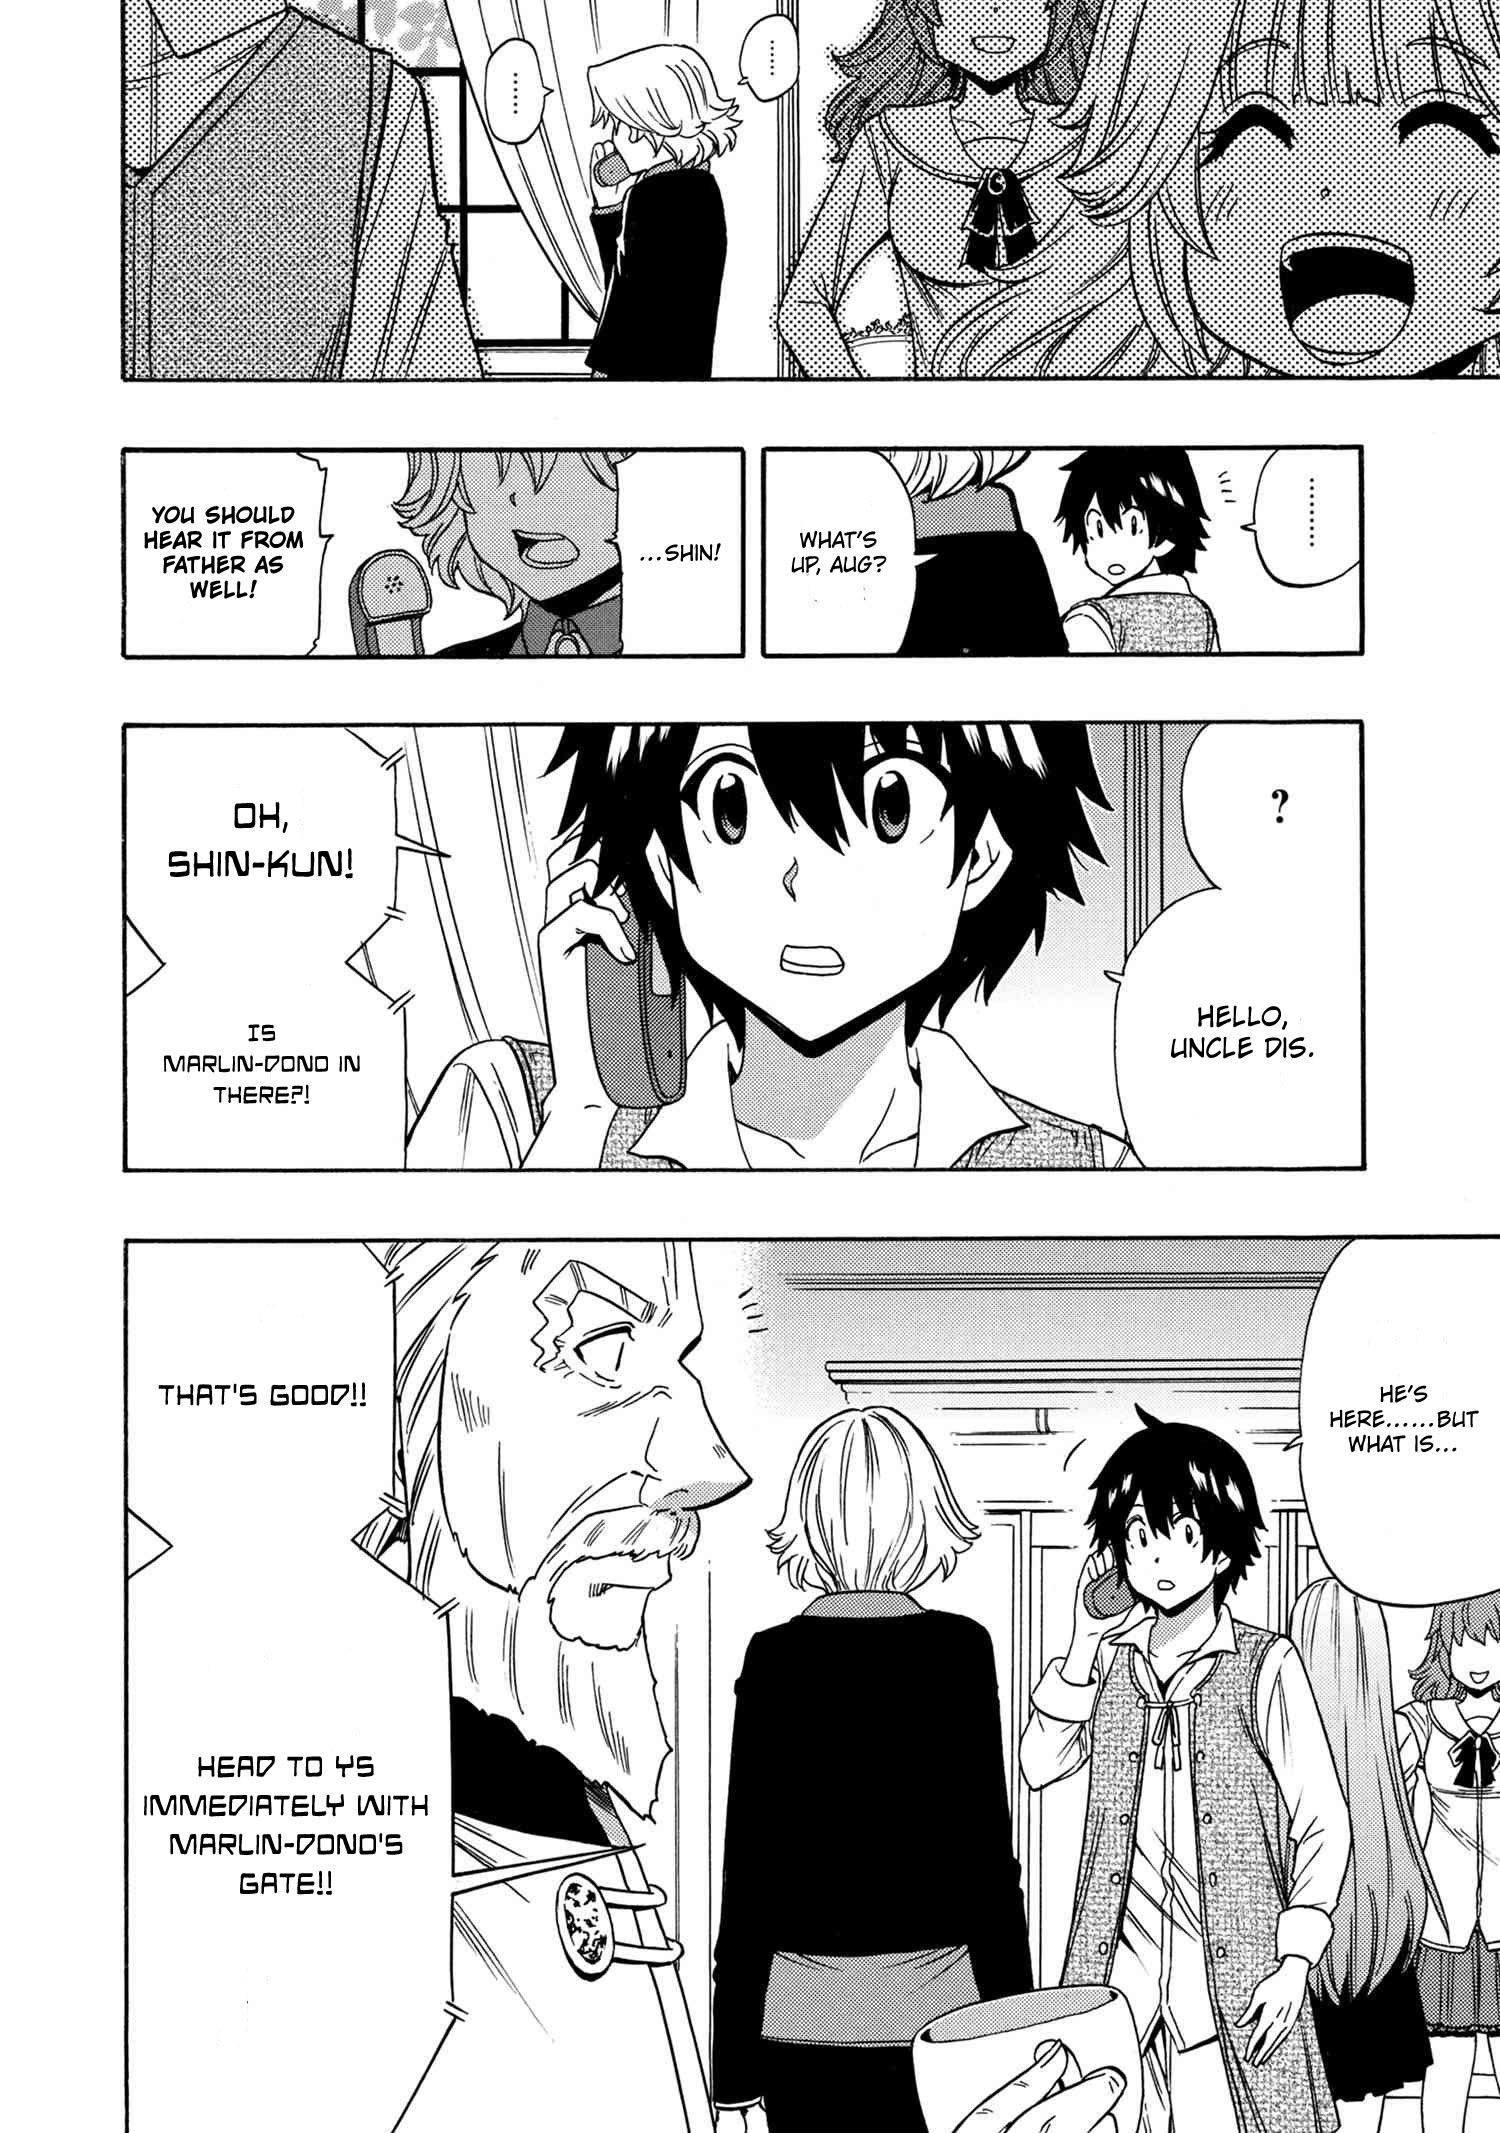 ………
………
………
WHAT'S
UP, AUG?
...SHIN!
YOU SHOULD
HEAR IT FROM
FATHER AS
WELL!
?
HELLO,
UNCLE DIS.
OH,
SHIN-KUN!
IS
MARLIN-DONO IN
THERE?!
HE'S
HERE......BUT
WHAT IS...
THAT'S GOOD!!
HEAD TO YS
IMMEDIATELY WITH
MARLIN-DONO'S
GATE!!